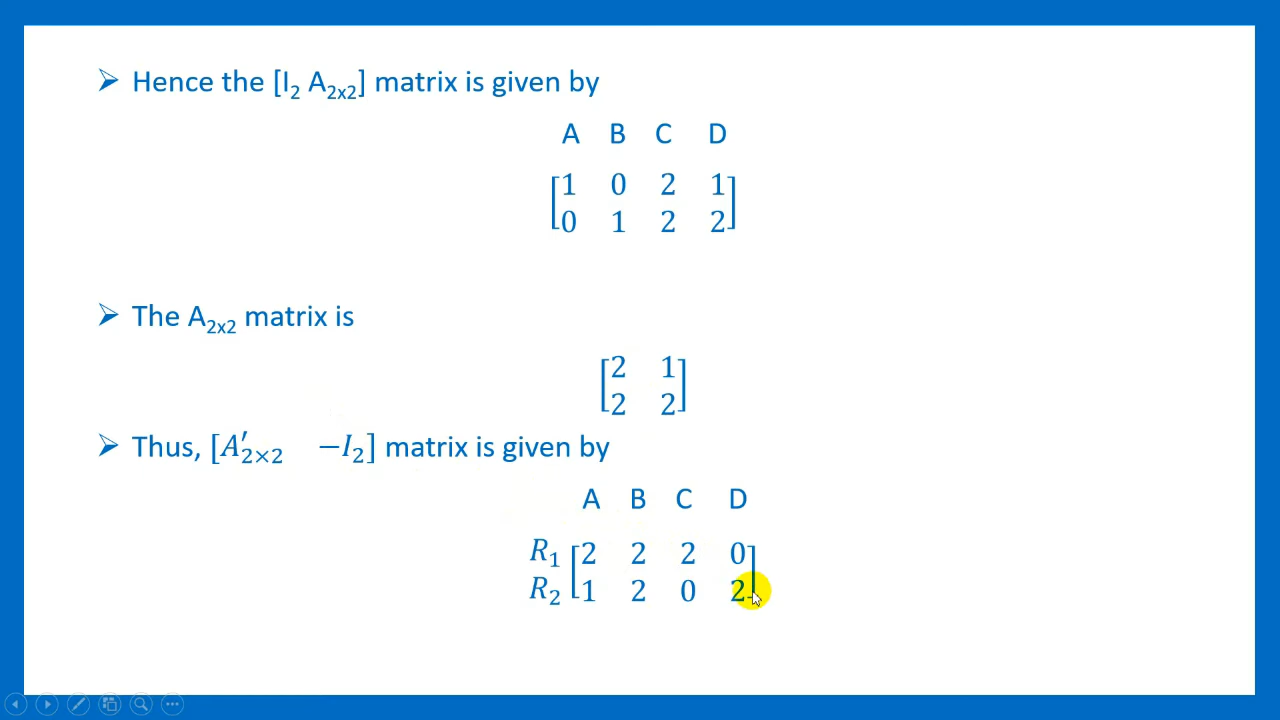 ➢ Hence the [I₂ A₂ₓ₂] matrix is given by
A B C D
[1 0 2 1
0 1 2 2]
➢ The A₂ₓ₂ matrix is
[2 1
2 2]
➢ Thus, [A′₂×₂ −I₂] matrix is given by
A B C D
R₁ [2 2 2 0
R₂ 1 2 0 2]